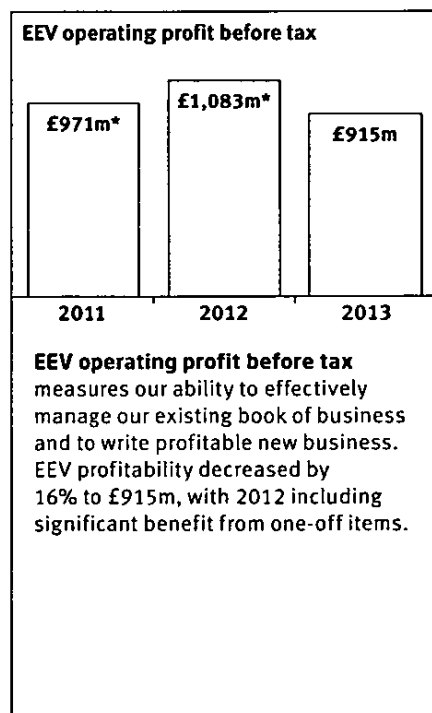 EEV operating profit before tax
£971m*
£1,083m*
£915m
2011
2012
2013
EEV operating profit before tax
measures our ability to effectively
manage our existing book of business
and to write profitable new business.
EEV profitability decreased by
16% to £915m, with 2012 including
significant benefit from one-off items.